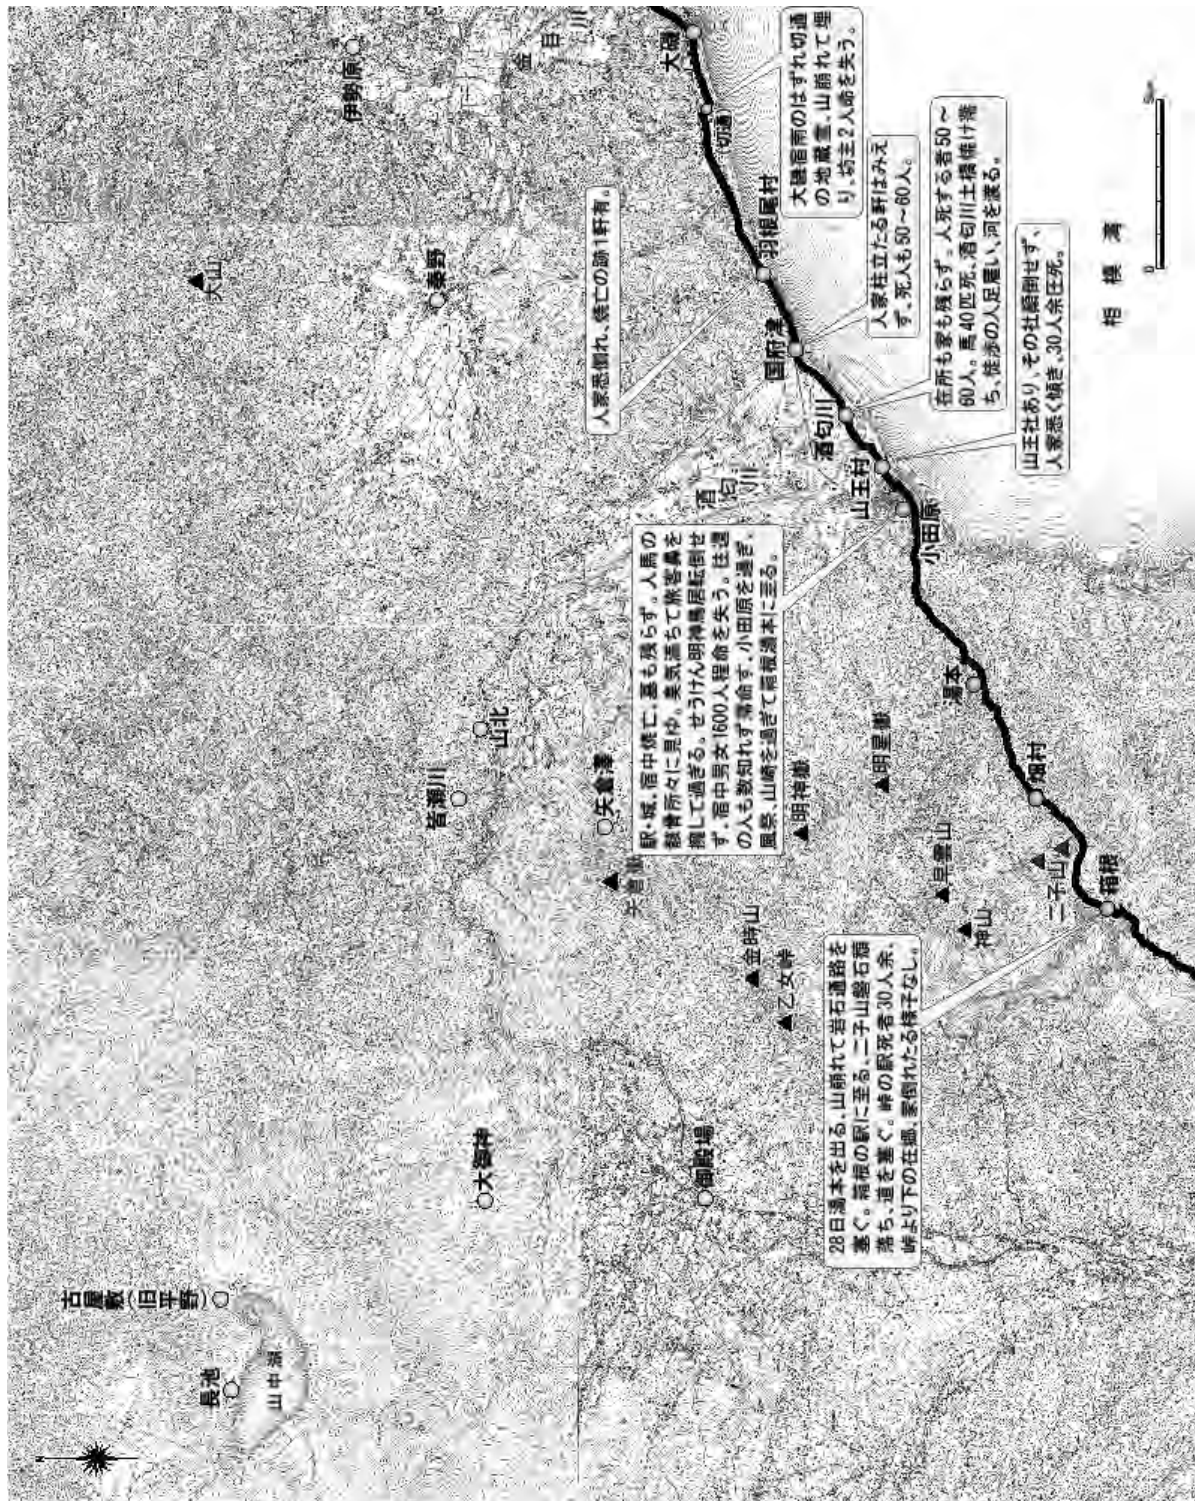 大磯
(切通)
大磯宿南のはずれ切通
の地蔵堂、山崩れて埋
り、坊主2人命を失う。
伊勢原
金目川
大山
秦野
羽根尾村
人家悉倒れ、焼亡の跡1軒有。
国府津
人家柱立たる軒はみえ
ず、死人も50～60人。
酒匂川
在所も家も残らず。人死する者50～
60人。馬40匹死、酒匂川土橋
ち、徒歩の人足雇い、河を渡る。
山王村
山王社あり、その社頭倒せず、
人家悉く傾き、30人余圧死。
相模湾
0
酒匂川
小田原
駅・城、宿中焼亡、墓も残らず。人馬の
骸骨所々に見ゆ。臭気満ちて旅客鼻を
掩して過ぎる。せうけん明神鳥居転倒せ
ず、宿中男女1600人程命を失う。往還
の人も数知れず落命す、小田原を過ぎ、
風祭、山崎を過ぎて箱根湯本に至る。
湯本
畑村
箱根
28日湯本を出る、山崩れて岩石通路を
塞ぐ。箱根の駅に至る、二子山磐石
落ち、道を塞ぐ。峠の駅死者30人余、
峠より下の在郷、家倒れたる様子なし。
山北
皆瀬川
矢倉澤
矢倉嶽
明神嶽
明星嶽
早雲山
神山
二子山
金時山
乙女峠
大御神
御殿場
古屋敷(旧平野)
長池
山中湖